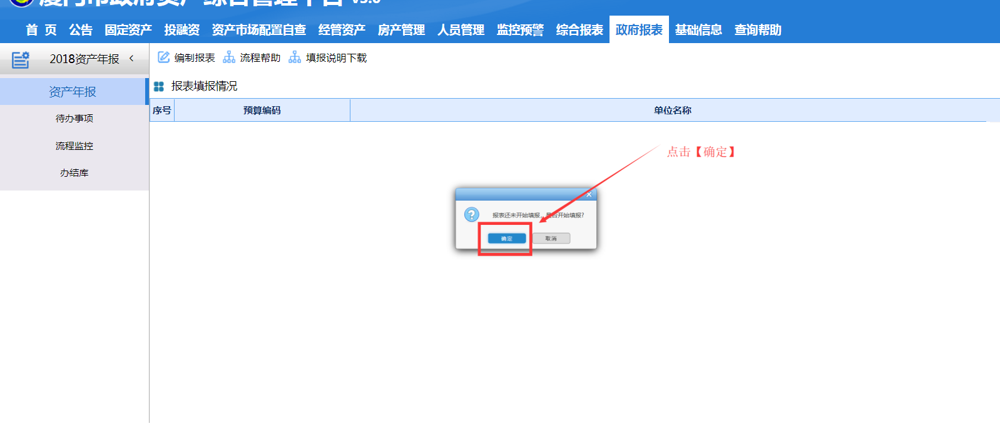 厦门市政府资产综合管理平台 V3.0
首 页 公告 固定资产 投融资 资产市场配置自查 经管资产 房产管理 人员管理 监控预警 综合报表 政府报表 基础信息 查询帮助
2018资产年报 <
编制报表 流程帮助 填报说明下载
资产年报
待办事项
流程监控
办结库
报表填报情况
序号 预算编码 单位名称
点击【确定】
报表还未开始填报，是否开始填报?
确定 取消